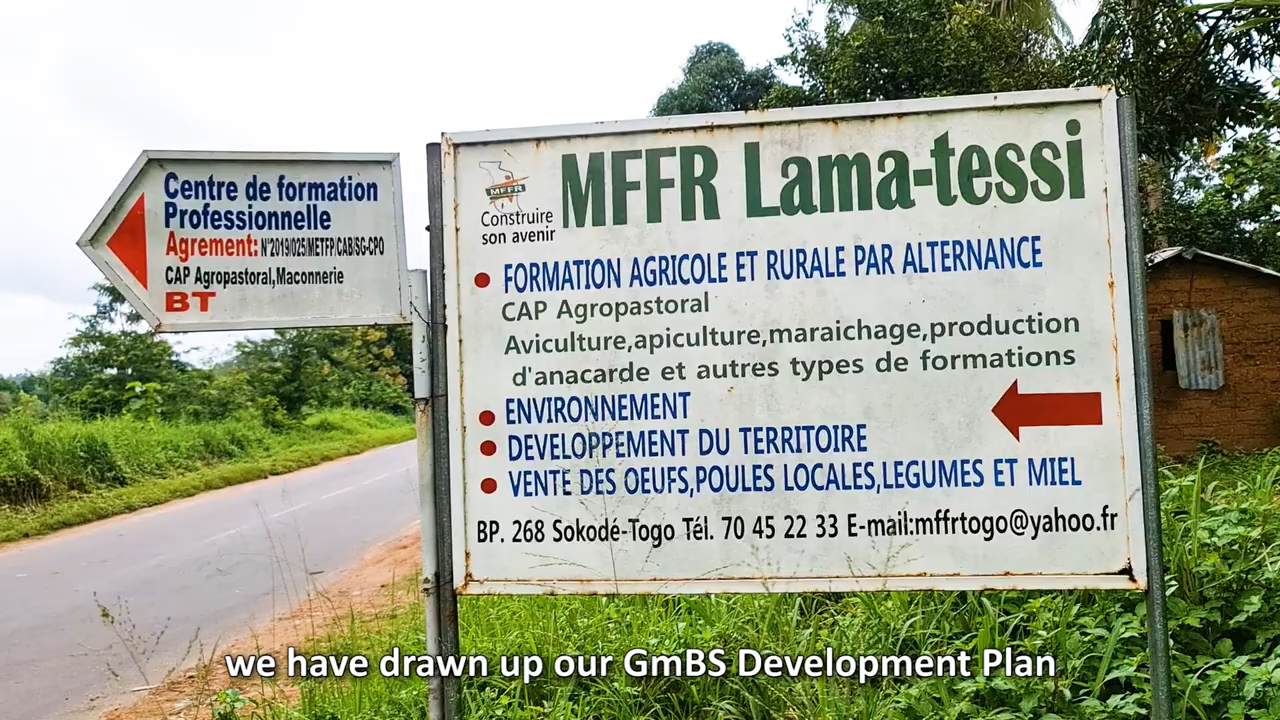 Centre de formation
Professionnelle
Agrement: N°2019/025/METFP/CAB/SG-CPO
CAP Agropastoral,Maconnerie
BT
MFFR
Construire
son avenir
MFFR Lama-tessi
FORMATION AGRICOLE ET RURALE PAR ALTERNANCE
CAP Agropastoral
Aviculture,apiculture,maraichage,production
d'anacarde et autres types de formations
ENVIRONNEMENT
DEVELOPPEMENT DU TERRITOIRE
VENTE DES OEUFS,POULES LOCALES,LEGUMES ET MIEL
BP. 268 Sokodé-Togo Tél. 70 45 22 33 E-mail:mffrtogo@yahoo.fr
we have drawn up our GmBS Development Plan